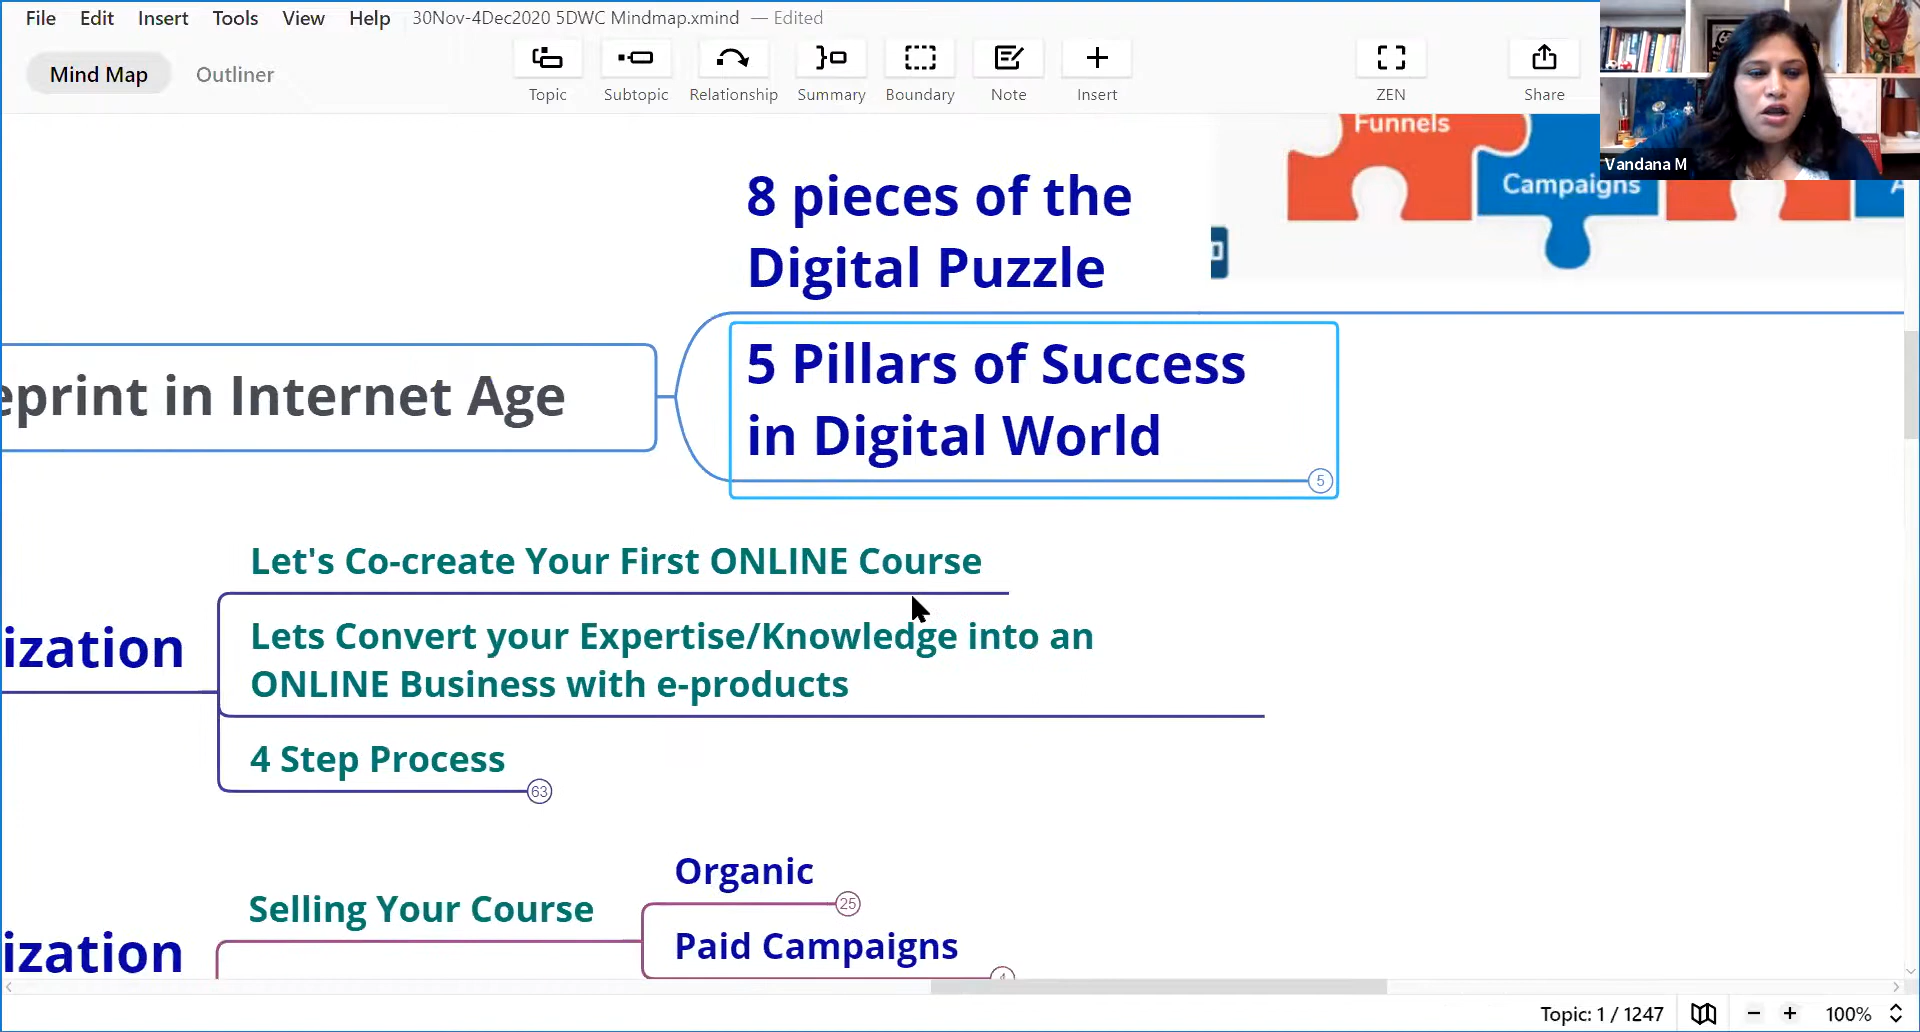 File Edit Insert Tools View Help 30Nov-4Dec2020 5DWC Mindmap.xmind — Edited
Mind Map Outliner
Topic Subtopic Relationship Summary Boundary Note Insert ZEN Share
Vandana M
Funnels
Campaigns
8 pieces of the
Digital Puzzle
eprint in Internet Age
5 Pillars of Success
in Digital World
5
Let's Co-create Your First ONLINE Course
ization
Lets Convert your Expertise/Knowledge into an
ONLINE Business with e-products
4 Step Process
63
Organic
25
Selling Your Course
ization
Paid Campaigns
Topic: 1 / 1247
100%